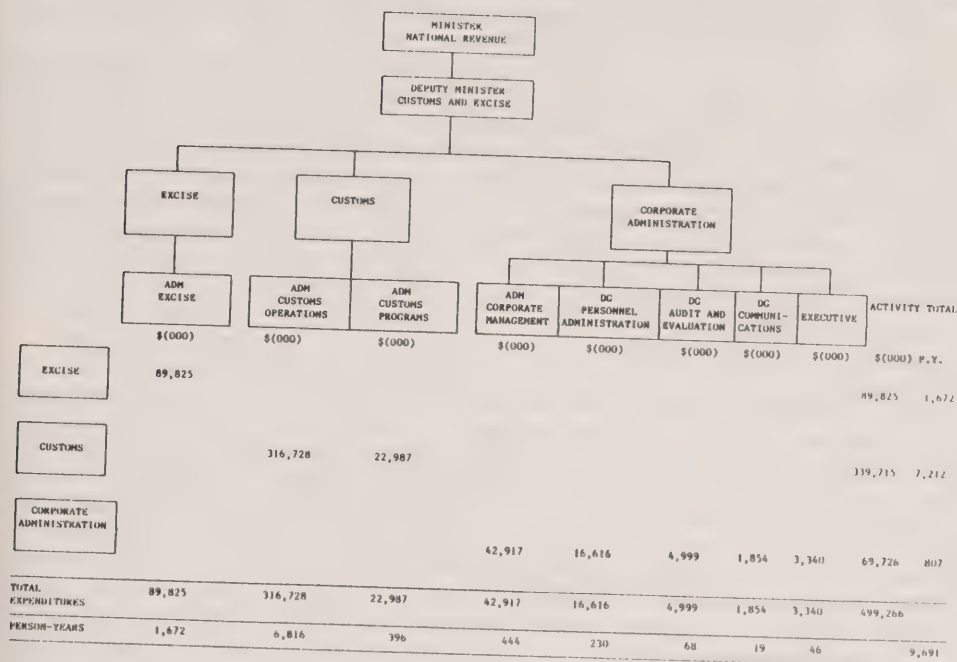 MINISTER
NATIONAL REVENUE
DEPUTY MINISTER
CUSTOMS AND EXCISE
EXCISE
CUSTOMS
CORPORATE
ADMINISTRATION
ADM
EXCISE
ADM
CUSTOMS
OPERATIONS
ADM
CUSTOMS
PROGRAMS
ADM
CORPORATE
MANAGEMENT
DG
PERSONNEL
ADMINISTRATION
DG
AUDIT AND
EVALUATION
DG
COMMUNI-
CATIONS
EXECUTIVE
ACTIVITY TOTAL
$(000) $(000) $(000) $(000) $(000) $(000) $(000) $(000) $(000) P.Y.
EXCISE 89,825 89,825 1,672
CUSTOMS 316,728 22,987 339,715 7,212
CORPORATE
ADMINISTRATION
42,917 16,616 4,999 1,854 3,340 69,726 807
TOTAL
EXPENDITURES 89,825 316,728 22,987 42,917 16,616 4,999 1,854 3,340 499,266
PERSON-YEARS 1,672 6,816 396 444 230 68 19 46 9,691